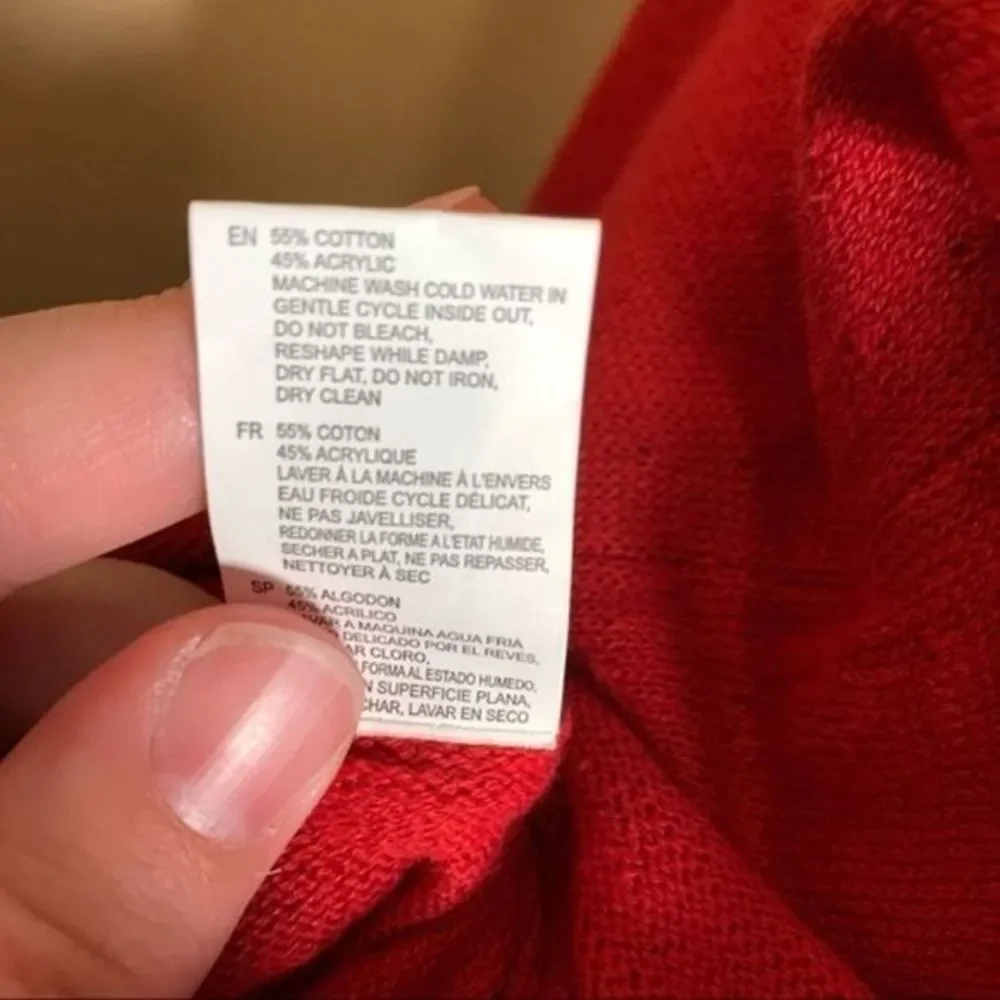 EN 55% COTTON
45% ACRYLIC
MACHINE WASH COLD WATER IN
GENTLE CYCLE INSIDE OUT,
DO NOT BLEACH,
RESHAPE WHILE DAMP,
DRY FLAT, DO NOT IRON,
DRY CLEAN
FR 55% COTON
45% ACRYLIQUE
LAVER À LA MACHINE À L'ENVERS
EAU FROIDE CYCLE DÉLICAT,
NE PAS JAVELLISER,
REDONNER LA FORME A L'ETAT HUMIDE,
SECHER A PLAT, NE PAS REPASSER,
NETTOYER À SEC
SP 55% ALGODON
45% ACRILICO
A MAQUINA AGUA FRIA
DELICADO POR EL REVES,
CLORO,
FORMA AL ESTADO HUMEDO,
SUPERFICIE PLANA,
LAVAR EN SECO